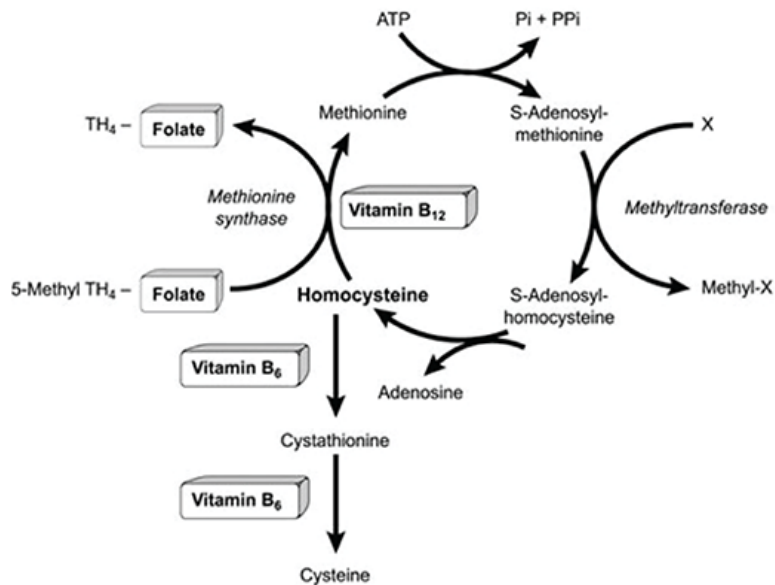 ATP
Pi + PPi
Methionine
S-Adenosyl-
methionine
TH₄ – Folate
X
Methionine
synthase
Vitamin B₁₂
Methyltransferase
5-Methyl TH₄ – Folate
Homocysteine
S-Adenosyl-
homocysteine
Methyl-X
Vitamin B₆
Adenosine
Cystathionine
Vitamin B₆
Cysteine